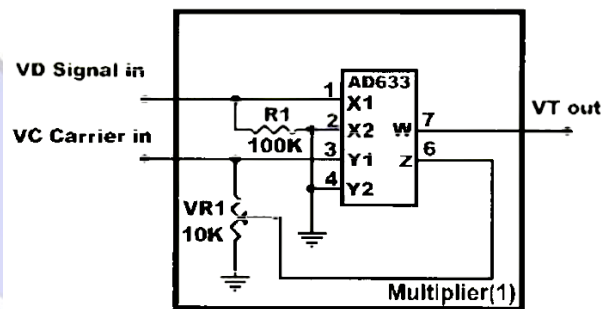 VD Signal in
VC Carrier in
R1
100K
VR1
10K
AD633
1
X1
2
X2
3
Y1
4
Y2
W
7
Z
6
VT out
Multiplier(1)